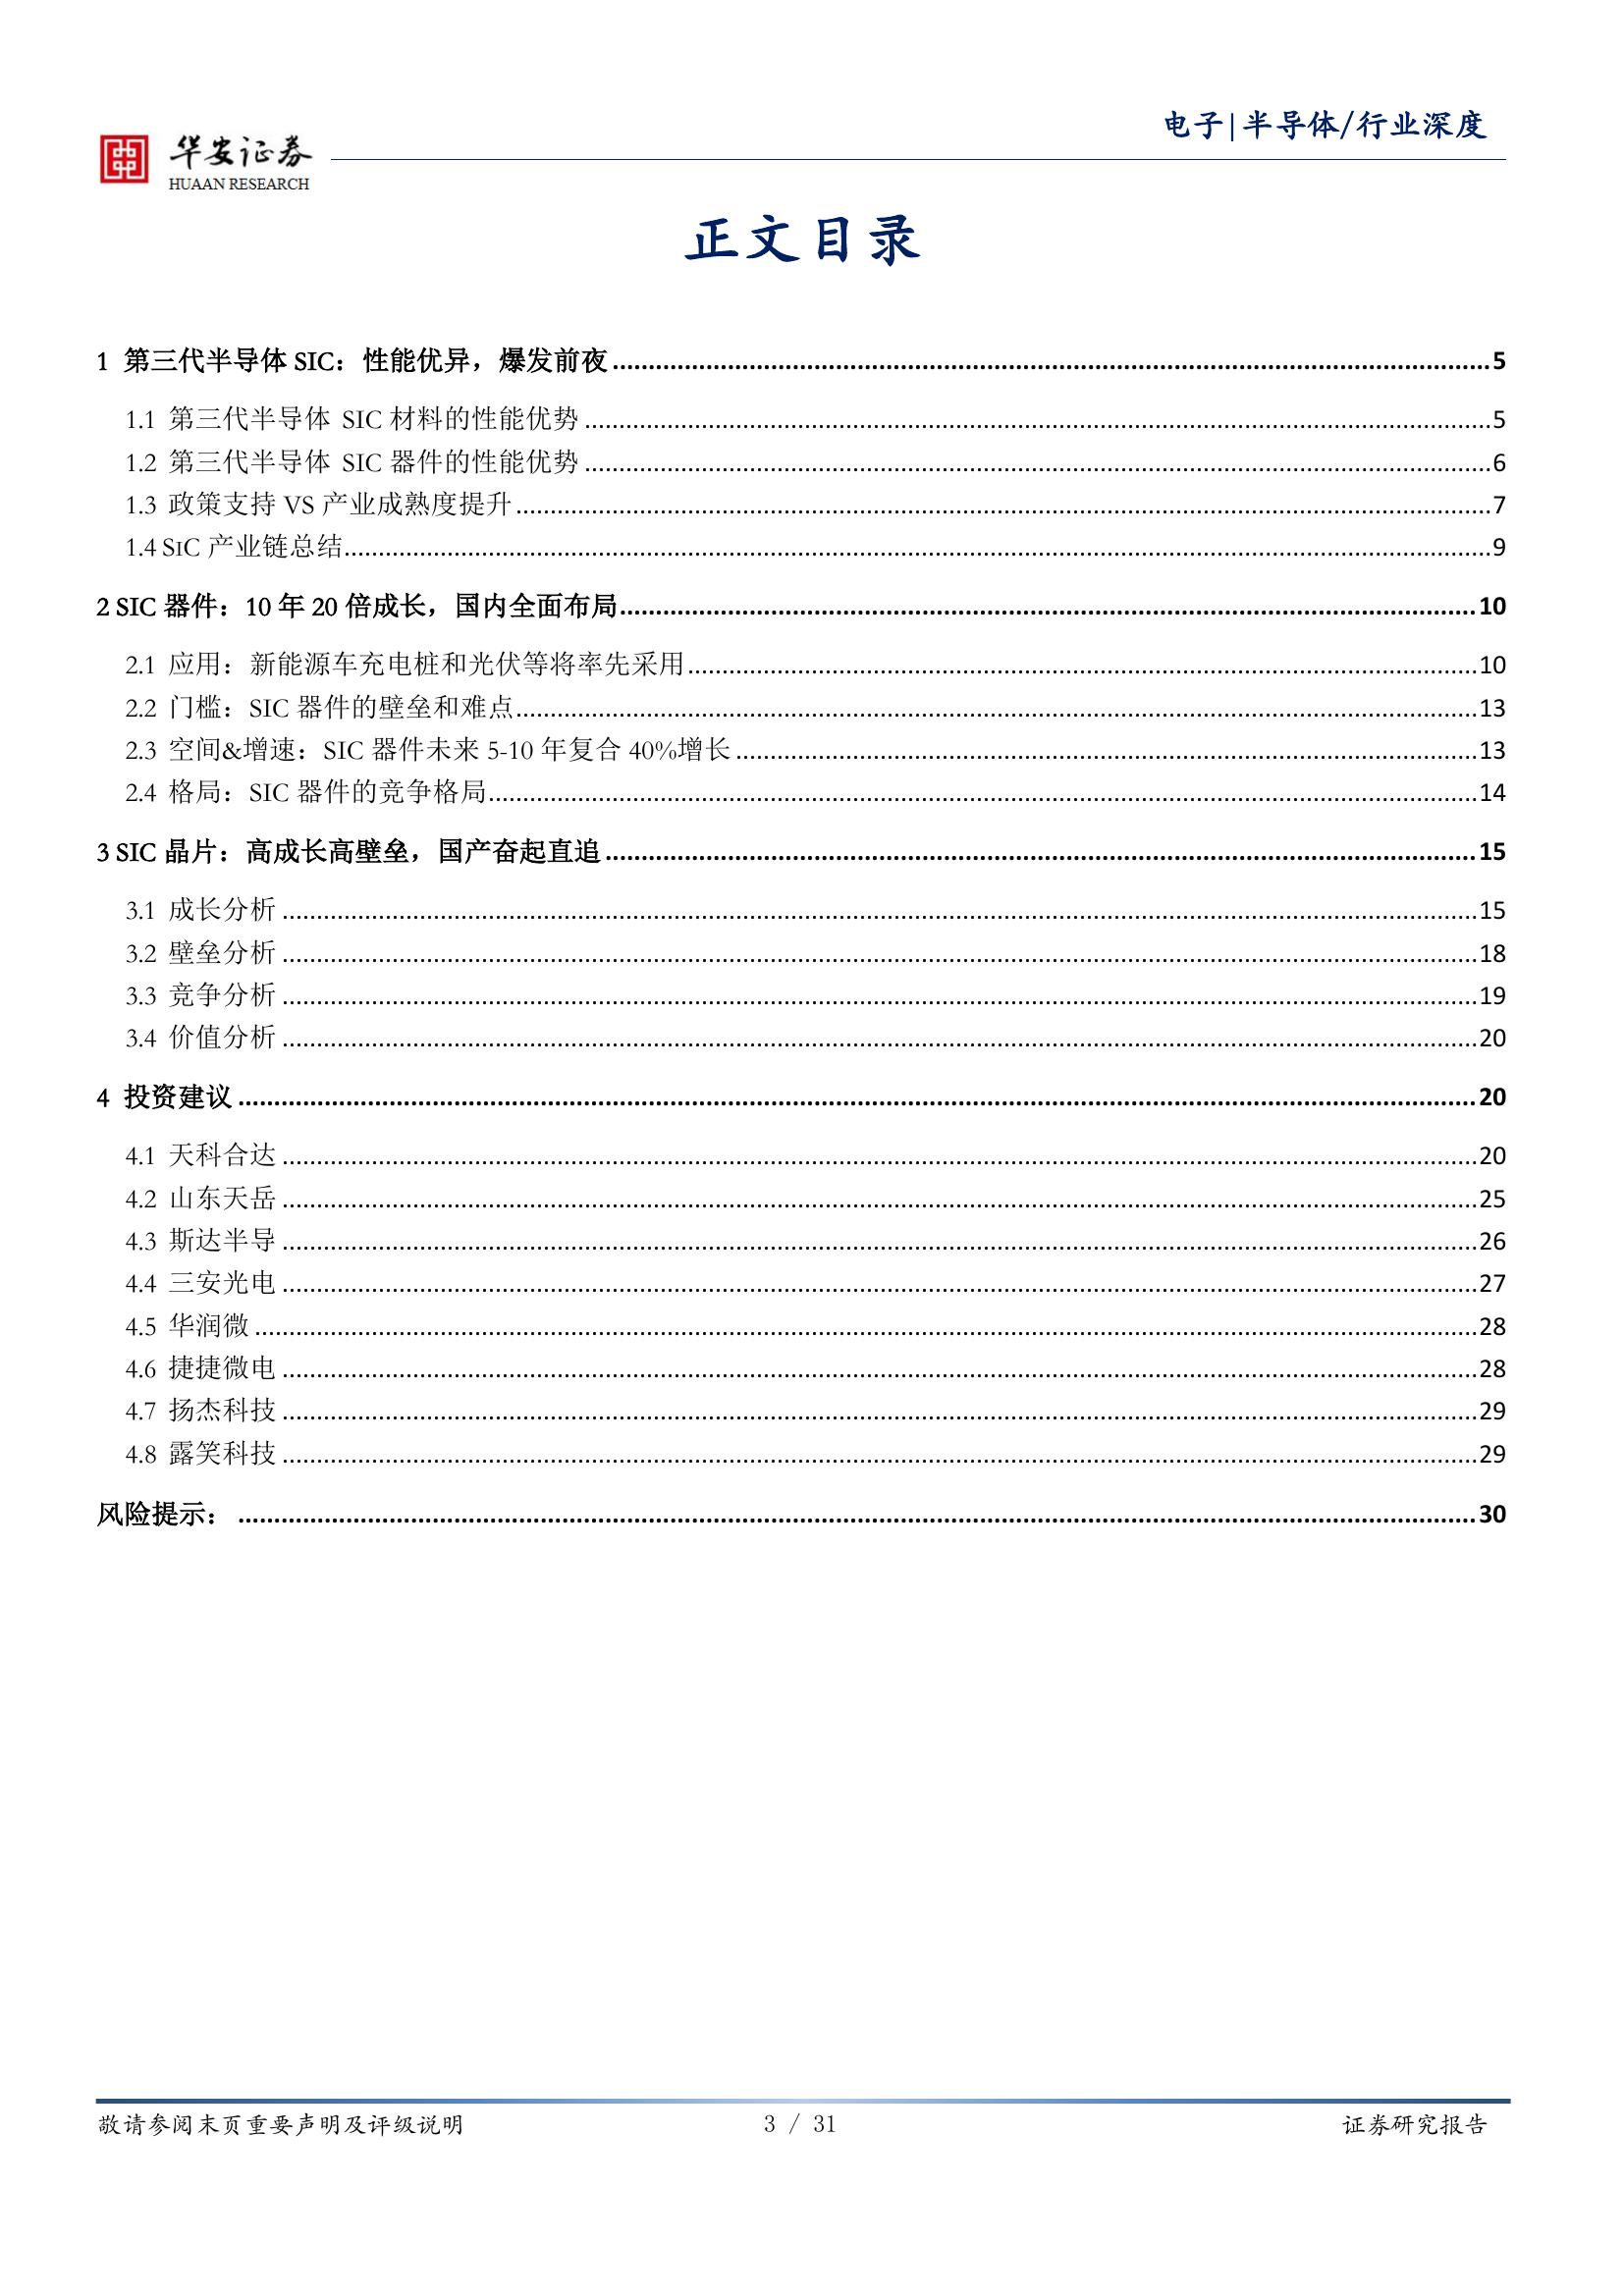 电子|半导体/行业深度
华安证券
HUAAN RESEARCH
正文目录
1 第三代半导体 SIC：性能优异，爆发前夜 5
1.1 第三代半导体 SIC 材料的性能优势 5
1.2 第三代半导体 SIC 器件的性能优势 6
1.3 政策支持 VS 产业成熟度提升 7
1.4 SIC 产业链总结 9
2 SIC 器件：10 年 20 倍成长，国内全面布局 10
2.1 应用：新能源车充电桩和光伏等将率先采用 10
2.2 门槛：SIC 器件的壁垒和难点 13
2.3 空间&增速：SIC 器件未来 5-10 年复合 40%增长 13
2.4 格局：SIC 器件的竞争格局 14
3 SIC 晶片：高成长高壁垒，国产奋起直追 15
3.1 成长分析 15
3.2 壁垒分析 18
3.3 竞争分析 19
3.4 价值分析 20
4 投资建议 20
4.1 天科合达 20
4.2 山东天岳 25
4.3 斯达半导 26
4.4 三安光电 27
4.5 华润微 28
4.6 捷捷微电 28
4.7 扬杰科技 29
4.8 露笑科技 29
风险提示： 30
敬请参阅末页重要声明及评级说明 3 / 31 证券研究报告